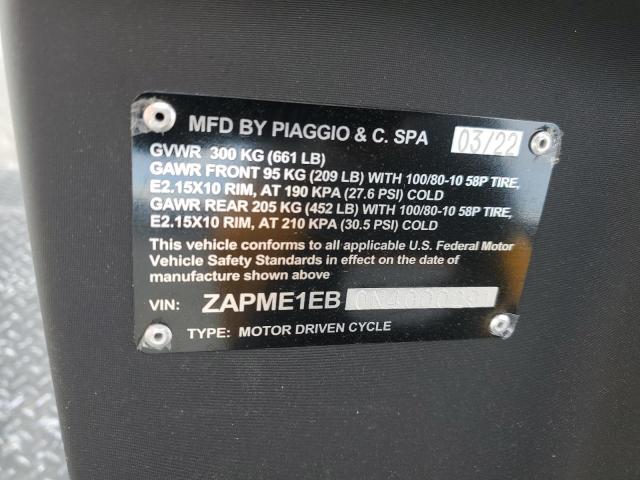 MFD BY PIAGGIO & C. SPA 03/22
GVWR 300 KG (661 LB)
GAWR FRONT 95 KG (209 LB) WITH 100/80-10 58P TIRE,
E2.15X10 RIM, AT 190 KPA (27.6 PSI) COLD
GAWR REAR 205 KG (452 LB) WITH 100/80-10 58P TIRE,
E2.15X10 RIM, AT 210 KPA (30.5 PSI) COLD
This vehicle conforms to all applicable U.S. Federal Motor
Vehicle Safety Standards in effect on the date of
manufacture shown above
VIN: ZAPME1EB
TYPE: MOTOR DRIVEN CYCLE